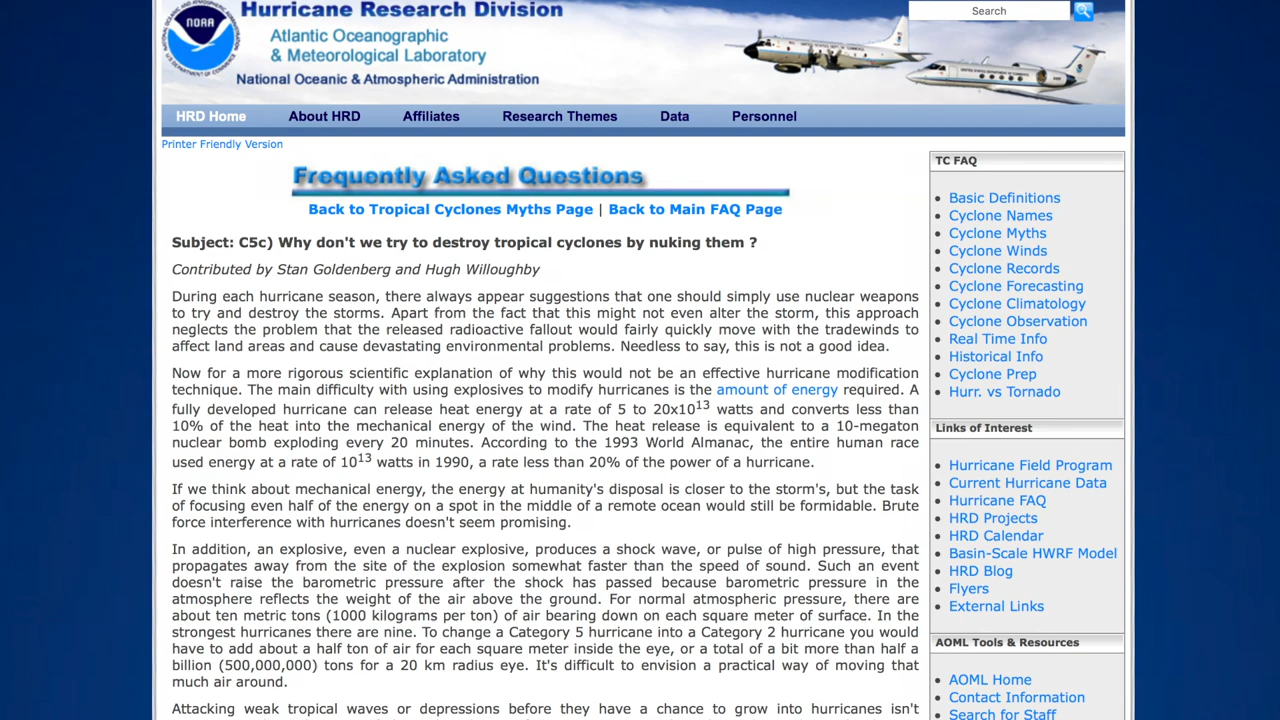 Hurricane Research Division
Search
NOAA
Atlantic Oceanographic
& Meteorological Laboratory
National Oceanic & Atmospheric Administration
HRD Home About HRD Affiliates Research Themes Data Personnel
Printer Friendly Version
Frequently Asked Questions
Back to Tropical Cyclones Myths Page | Back to Main FAQ Page
Subject: C5c) Why don't we try to destroy tropical cyclones by nuking them ?
Contributed by Stan Goldenberg and Hugh Willoughby
During each hurricane season, there always appear suggestions that one should simply use nuclear weapons
to try and destroy the storms. Apart from the fact that this might not even alter the storm, this approach
neglects the problem that the released radioactive fallout would fairly quickly move with the tradewinds to
affect land areas and cause devastating environmental problems. Needless to say, this is not a good idea.
Now for a more rigorous scientific explanation of why this would not be an effective hurricane modification
technique. The main difficulty with using explosives to modify hurricanes is the amount of energy required. A
fully developed hurricane can release heat energy at a rate of 5 to 20x10¹³ watts and converts less than
10% of the heat into the mechanical energy of the wind. The heat release is equivalent to a 10-megaton
nuclear bomb exploding every 20 minutes. According to the 1993 World Almanac, the entire human race
used energy at a rate of 10¹³ watts in 1990, a rate less than 20% of the power of a hurricane.
If we think about mechanical energy, the energy at humanity's disposal is closer to the storm's, but the task
of focusing even half of the energy on a spot in the middle of a remote ocean would still be formidable. Brute
force interference with hurricanes doesn't seem promising.
In addition, an explosive, even a nuclear explosive, produces a shock wave, or pulse of high pressure, that
propagates away from the site of the explosion somewhat faster than the speed of sound. Such an event
doesn't raise the barometric pressure after the shock has passed because barometric pressure in the
atmosphere reflects the weight of the air above the ground. For normal atmospheric pressure, there are
about ten metric tons (1000 kilograms per ton) of air bearing down on each square meter of surface. In the
strongest hurricanes there are nine. To change a Category 5 hurricane into a Category 2 hurricane you would
have to add about a half ton of air for each square meter inside the eye, or a total of a bit more than half a
billion (500,000,000) tons for a 20 km radius eye. It's difficult to envision a practical way of moving that
much air around.
Attacking weak tropical waves or depressions before they have a chance to grow into hurricanes isn't
TC FAQ
Basic Definitions
Cyclone Names
Cyclone Myths
Cyclone Winds
Cyclone Records
Cyclone Forecasting
Cyclone Climatology
Cyclone Observation
Real Time Info
Historical Info
Cyclone Prep
Hurr. vs Tornado
Links of Interest
Hurricane Field Program
Current Hurricane Data
Hurricane FAQ
HRD Projects
HRD Calendar
Basin-Scale HWRF Model
HRD Blog
Flyers
External Links
AOML Tools & Resources
AOML Home
Contact Information
Search for Staff